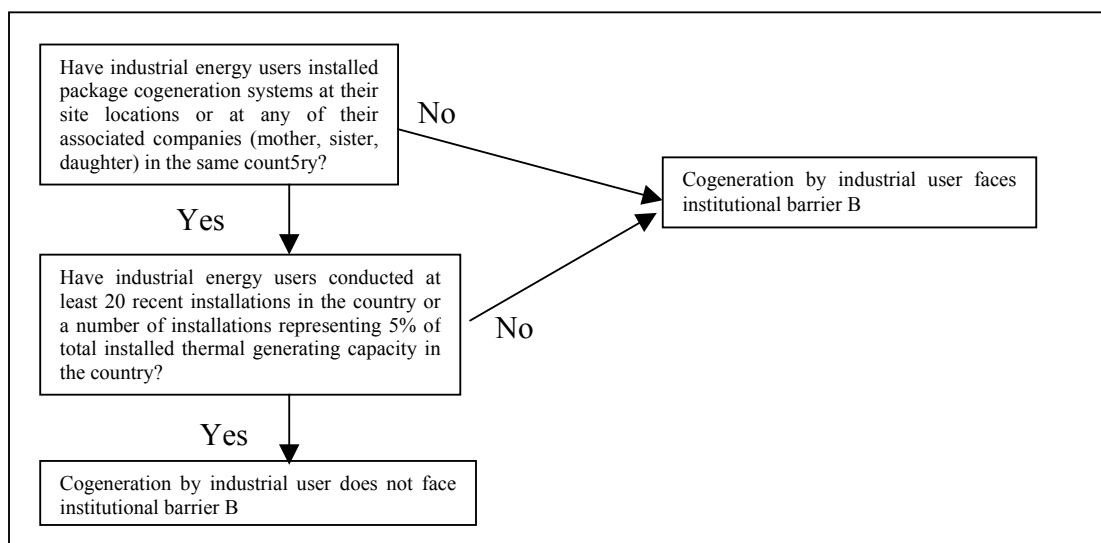 Have industrial energy users installed
package cogeneration systems at their
site locations or at any of their
associated companies (mother, sister,
daughter) in the same count5ry?
No
Cogeneration by industrial user faces
institutional barrier B
Yes
Have industrial energy users conducted at
least 20 recent installations in the country or
a number of installations representing 5% of
total installed thermal generating capacity in
the country?
No
Yes
Cogeneration by industrial user does not face
institutional barrier B